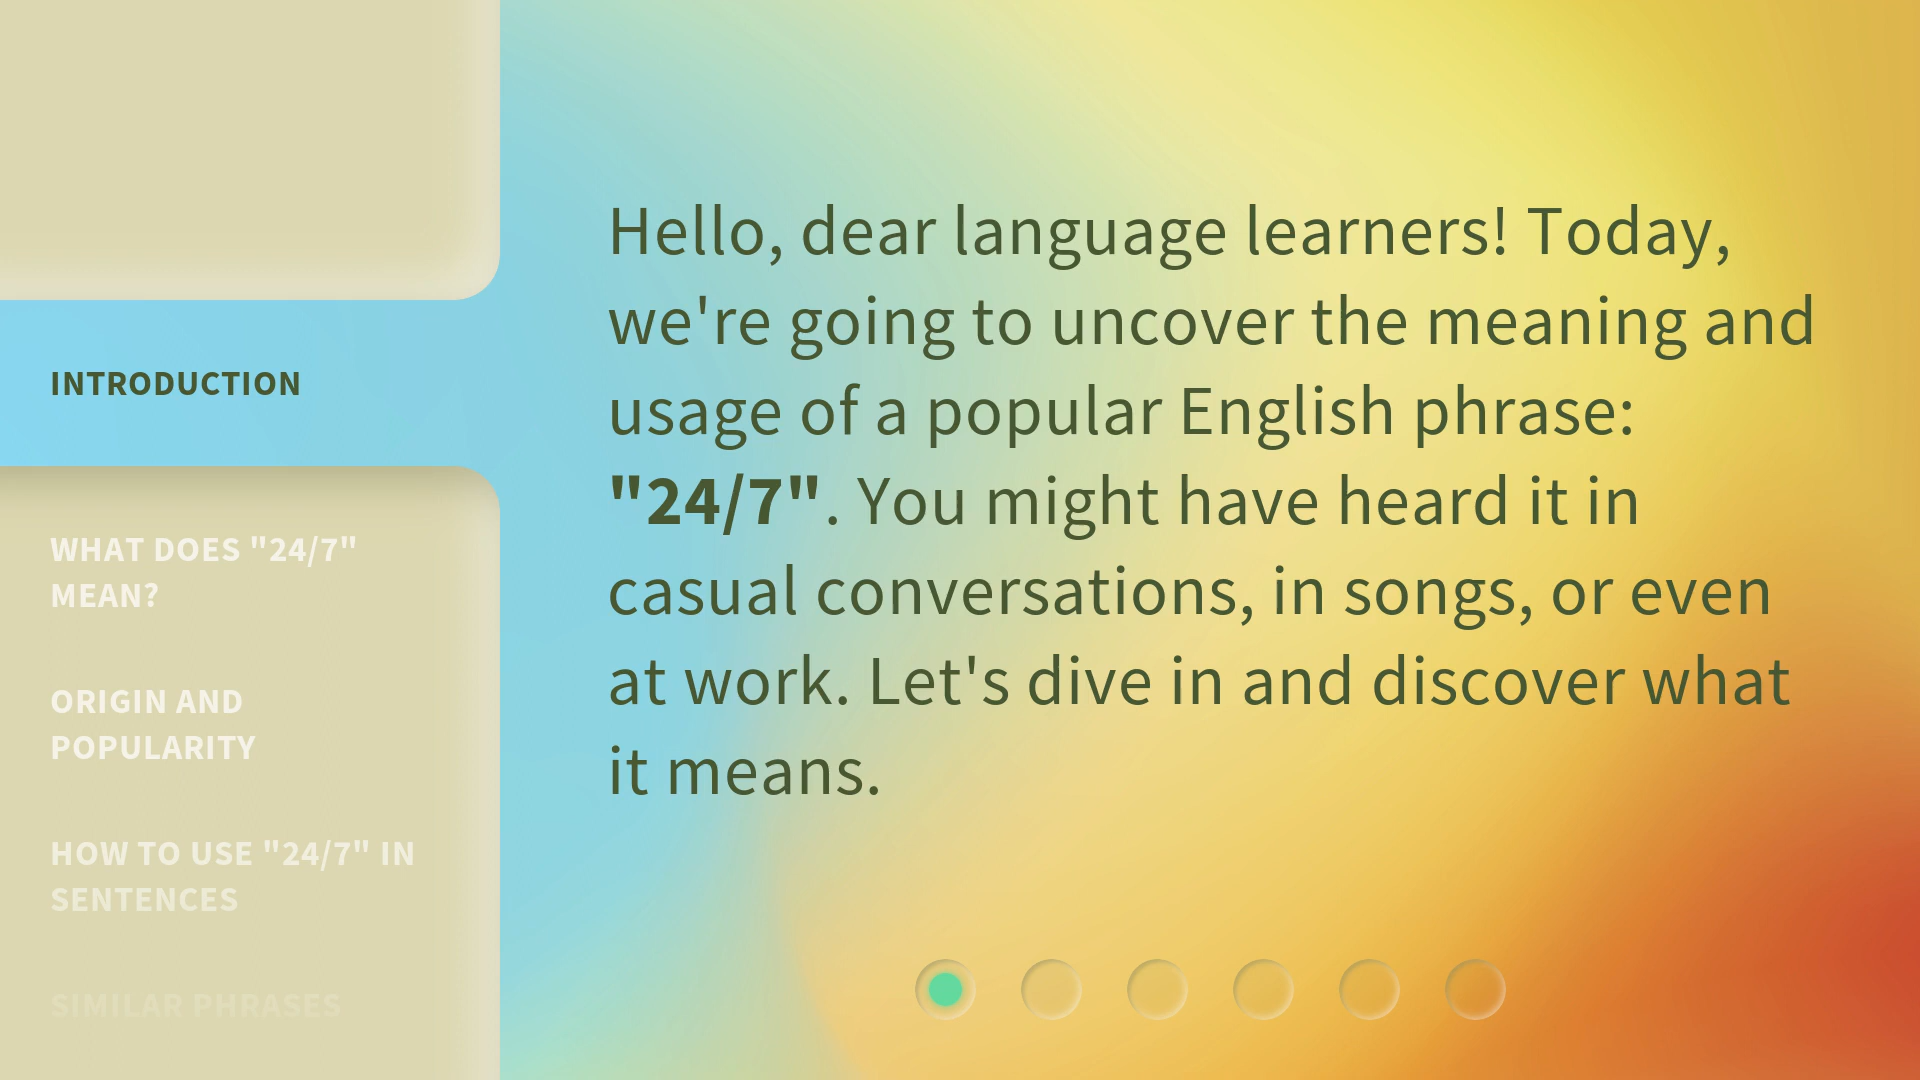 INTRODUCTION
WHAT DOES "24/7"
MEAN?
ORIGIN AND
POPULARITY
HOW TO USE "24/7" IN
SENTENCES
SIMILAR PHRASES
Hello, dear language learners! Today,
we're going to uncover the meaning and
usage of a popular English phrase:
"24/7". You might have heard it in
casual conversations, in songs, or even
at work. Let's dive in and discover what
it means.